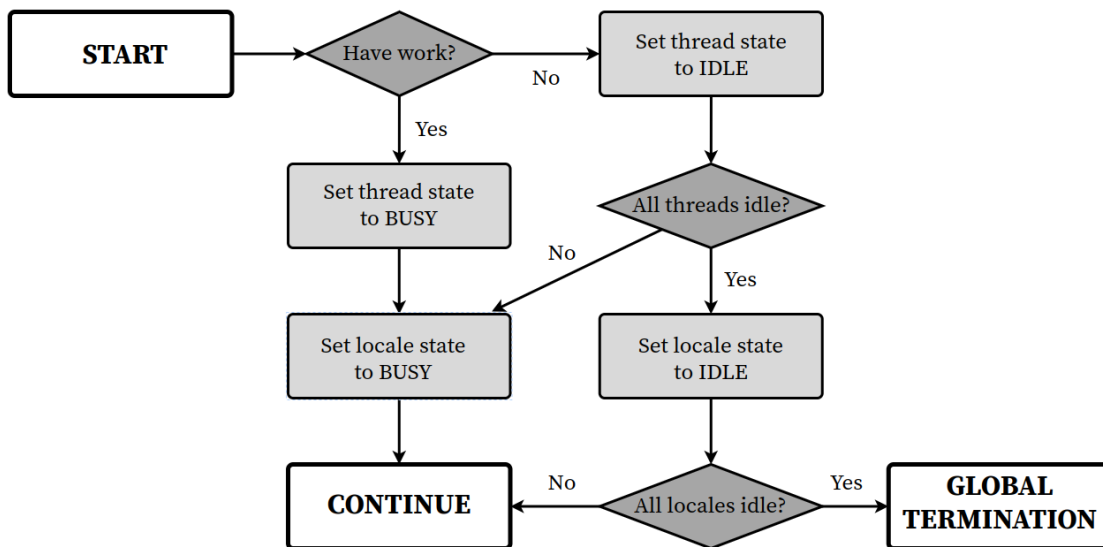 START
Have work?
No
Set thread state
to IDLE
Yes
Set thread state
to BUSY
All threads idle?
No
Yes
Set locale state
to BUSY
Set locale state
to IDLE
CONTINUE
No
All locales idle?
Yes
GLOBAL
TERMINATION